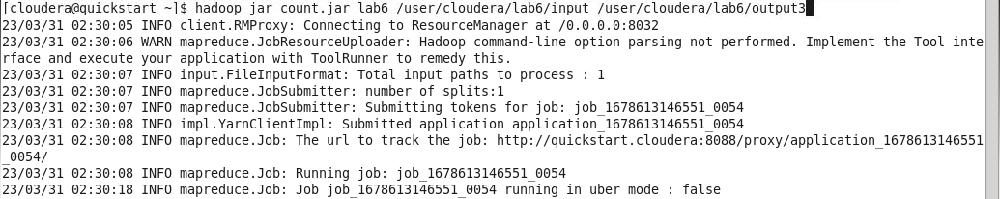 [cloudera@quickstart ~]$ hadoop jar count.jar lab6 /user/cloudera/lab6/input /user/cloudera/lab6/output3
23/03/31 02:30:05 INFO client.RMProxy: Connecting to ResourceManager at /0.0.0.0:8032
23/03/31 02:30:06 WARN mapreduce.JobResourceUploader: Hadoop command-line option parsing not performed. Implement the Tool inte
rface and execute your application with ToolRunner to remedy this.
23/03/31 02:30:07 INFO input.FileInputFormat: Total input paths to process : 1
23/03/31 02:30:07 INFO mapreduce.JobSubmitter: number of splits:1
23/03/31 02:30:07 INFO mapreduce.JobSubmitter: Submitting tokens for job: job_1678613146551_0054
23/03/31 02:30:08 INFO impl.YarnClientImpl: Submitted application application_1678613146551_0054
23/03/31 02:30:08 INFO mapreduce.Job: The url to track the job: http://quickstart.cloudera:8088/proxy/application_1678613146551
_0054/
23/03/31 02:30:08 INFO mapreduce.Job: Running job: job_1678613146551_0054
23/03/31 02:30:18 INFO mapreduce.Job: Job job_1678613146551_0054 running in uber mode : false